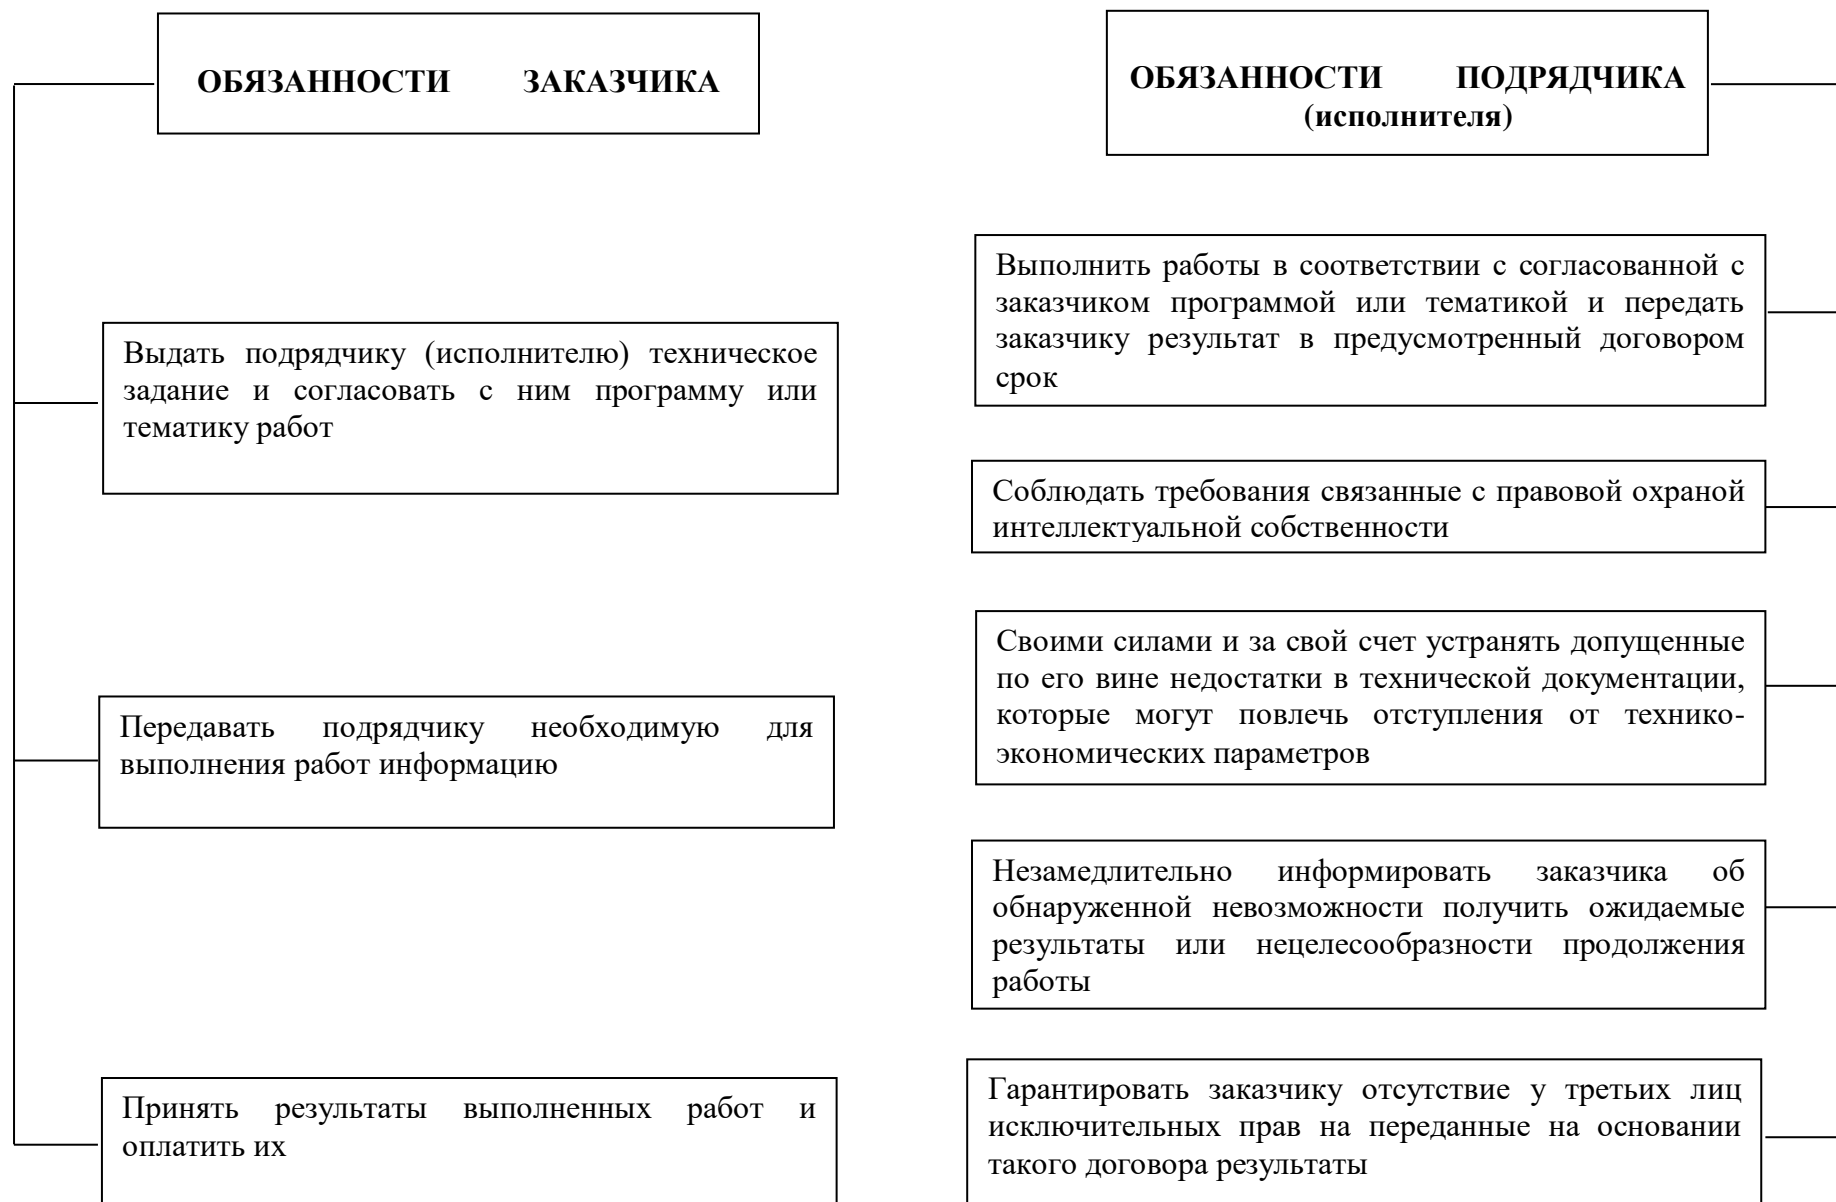 ОБЯЗАННОСТИ ЗАКАЗЧИКА
Выдать подрядчику (исполнителю) техническое
задание и согласовать с ним программу или
тематику работ
Передавать подрядчику необходимую для
выполнения работ информацию
Принять результаты выполненных работ и
оплатить их
ОБЯЗАННОСТИ ПОДРЯДЧИКА
(исполнителя)
Выполнить работы в соответствии с согласованной с
заказчиком программой или тематикой и передать
заказчику результат в предусмотренный договором
срок
Соблюдать требования связанные с правовой охраной
интеллектуальной собственности
Своими силами и за свой счет устранять допущенные
по его вине недостатки в технической документации,
которые могут повлечь отступления от технико-
экономических параметров
Незамедлительно информировать заказчика об
обнаруженной невозможности получить ожидаемые
результаты или нецелесообразности продолжения
работы
Гарантировать заказчику отсутствие у третьих лиц
исключительных прав на переданные на основании
такого договора результаты